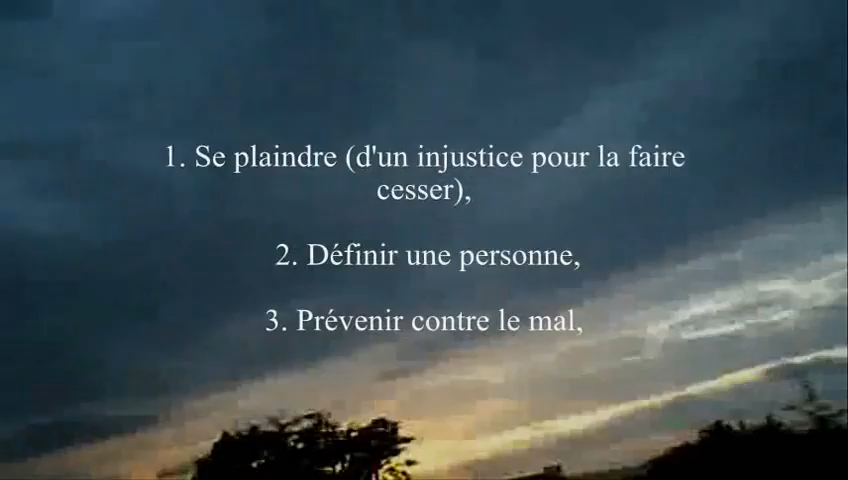 1. Se plaindre (d'un injustice pour la faire
cesser),
2. Définir une personne,
3. Prévenir contre le mal,